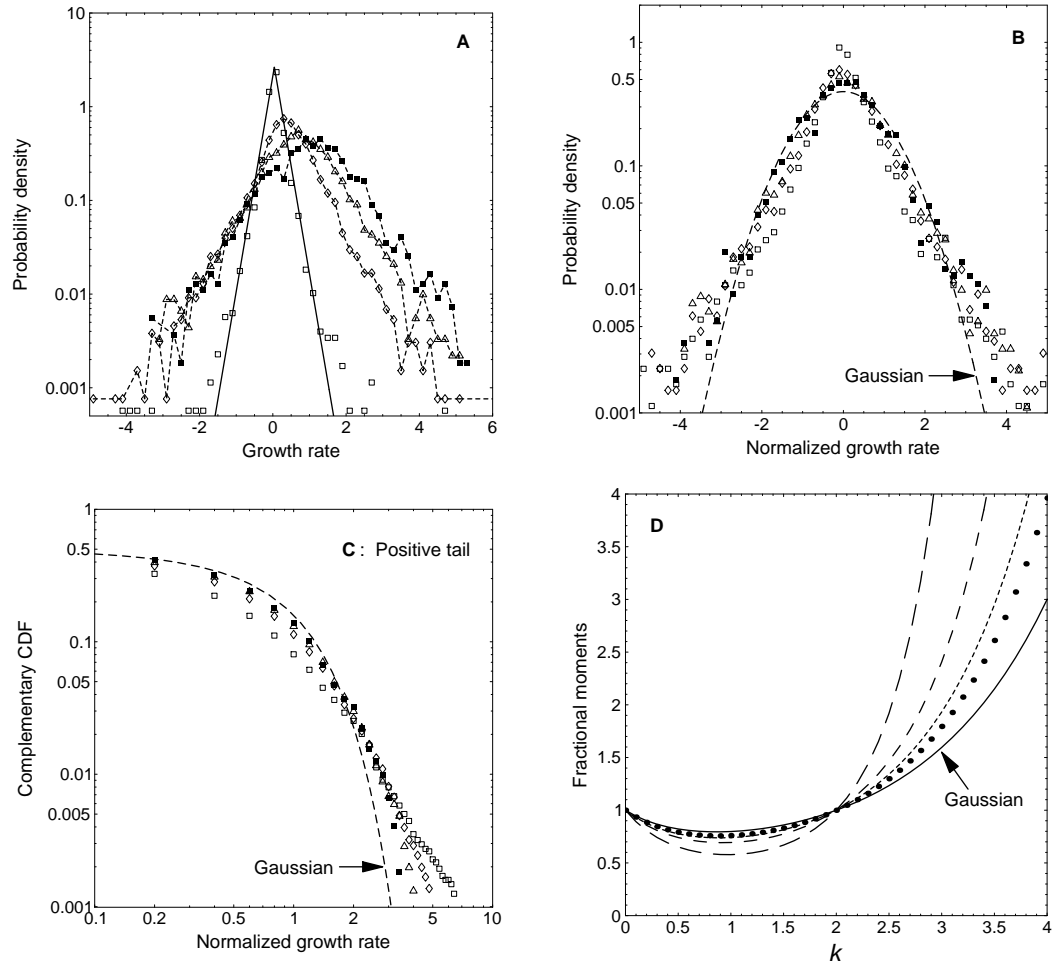 A
Probability density
10
1
0.1
0.01
0.001
-4 -2 0 2 4 6
Growth rate
B
Probability density
1
0.5
0.1
0.05
0.01
0.005
0.001
Gaussian
-4 -2 0 2 4
Normalized growth rate
C : Positive tail
Complementary CDF
1
0.5
0.1
0.05
0.01
0.005
0.001
Gaussian
0.1 0.2 0.5 1 2 5 10
Normalized growth rate
D
Fractional moments
4
3.5
3
2.5
2
1.5
1
0.5
0
Gaussian
0 0.5 1 1.5 2 2.5 3 3.5 4
k